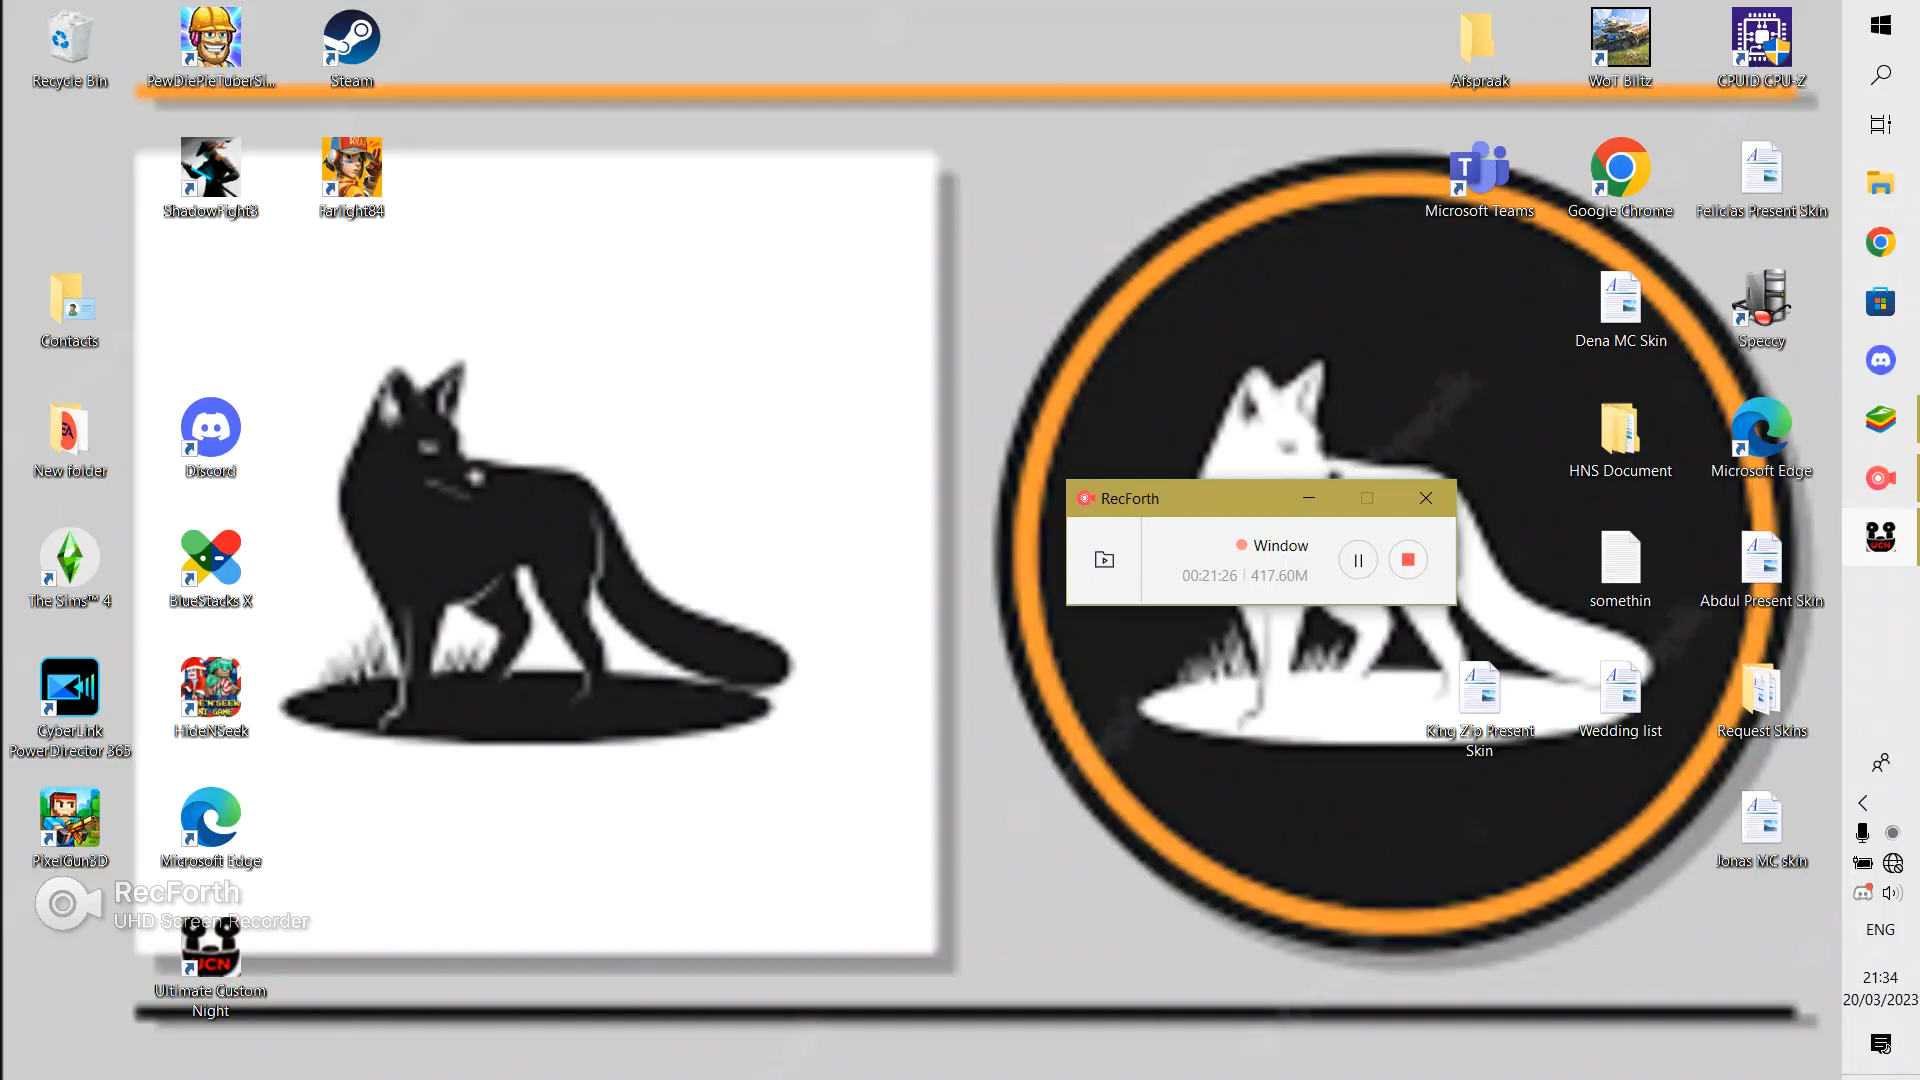 Recycle Bin
PewDiePieTuberSi...
Steam
Afspraak
WoT Blitz
CPUID CPU-Z
ShadowFight3
Farlight84
Microsoft Teams
Google Chrome
Felicias Present Skin
Contacts
Dena MC Skin
Speccy
New folder
Discord
HNS Document
Microsoft Edge
RecForth
Window
00:21:26 | 417.60M
The Sims™ 4
BlueStacks X
somethin
Abdul Present Skin
CyberLink
PowerDirector 365
HideNSeek
King Zip Present
Skin
Wedding list
Request Skins
PixelGun3D
Microsoft Edge
Jonas MC skin
RecForth
UHD Screen Recorder
UCN
Ultimate Custom
Night
UCN
ENG
21:34
20/03/2023